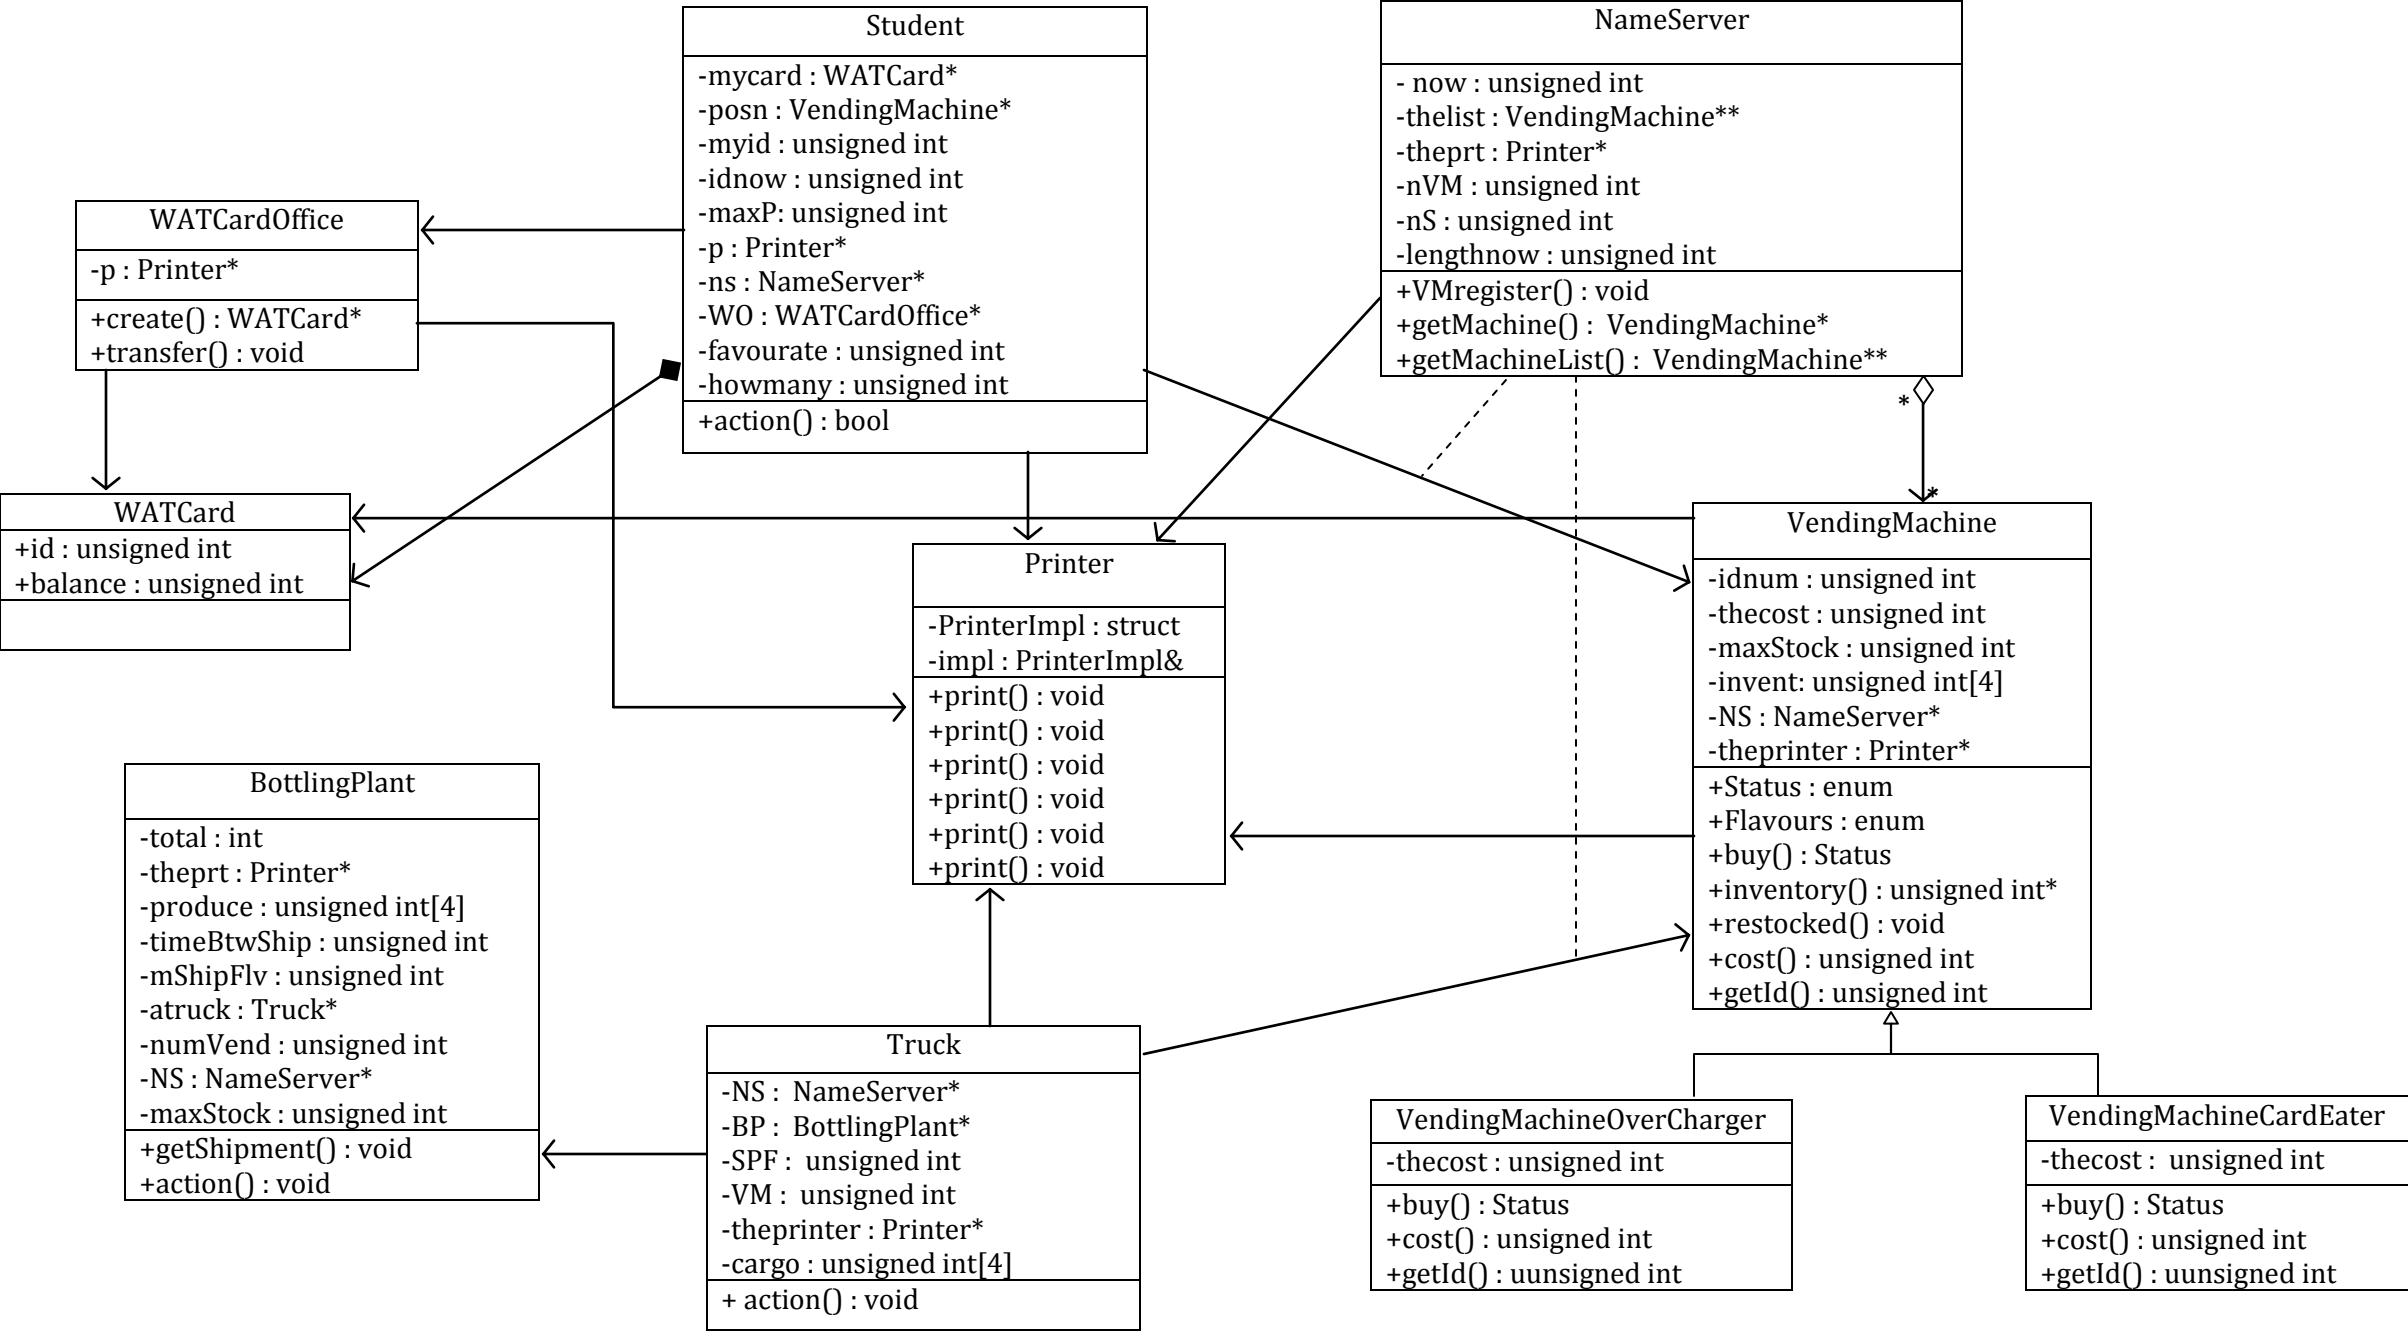 Student
-mycard : WATCard*
-posn : VendingMachine*
-myid : unsigned int
-idnow : unsigned int
-maxP: unsigned int
-p : Printer*
-ns : NameServer*
-WO : WATCardOffice*
-favourate : unsigned int
-howmany : unsigned int
+action() : bool
NameServer
- now : unsigned int
-thelist : VendingMachine**
-theprt : Printer*
-nVM : unsigned int
-nS : unsigned int
-lengthnow : unsigned int
+VMregister() : void
+getMachine() :  VendingMachine*
+getMachineList() :  VendingMachine**
*
*
WATCardOffice
-p : Printer*
+create() : WATCard*
+transfer() : void
WATCard
+id : unsigned int
+balance : unsigned int
Printer
-PrinterImpl : struct
-impl : PrinterImpl&
+print() : void
+print() : void
+print() : void
+print() : void
+print() : void
+print() : void
VendingMachine
-idnum : unsigned int
-thecost : unsigned int
-maxStock : unsigned int
-invent: unsigned int[4]
-NS : NameServer*
-theprinter : Printer*
+Status : enum
+Flavours : enum
+buy() : Status
+inventory() : unsigned int*
+restocked() : void
+cost() : unsigned int
+getId() : unsigned int
BottlingPlant
-total : int
-theprt : Printer*
-produce : unsigned int[4]
-timeBtwShip : unsigned int
-mShipFlv : unsigned int
-atruck : Truck*
-numVend : unsigned int
-NS : NameServer*
-maxStock : unsigned int
+getShipment() : void
+action() : void
Truck
-NS :  NameServer*
-BP :  BottlingPlant*
-SPF :  unsigned int
-VM :  unsigned int
-theprinter : Printer*
-cargo : unsigned int[4]
+ action() : void
VendingMachineOverCharger
-thecost : unsigned int
+buy() : Status
+cost() : unsigned int
+getId() : uunsigned int
VendingMachineCardEater
-thecost :  unsigned int
+buy() : Status
+cost() : unsigned int
+getId() : uunsigned int